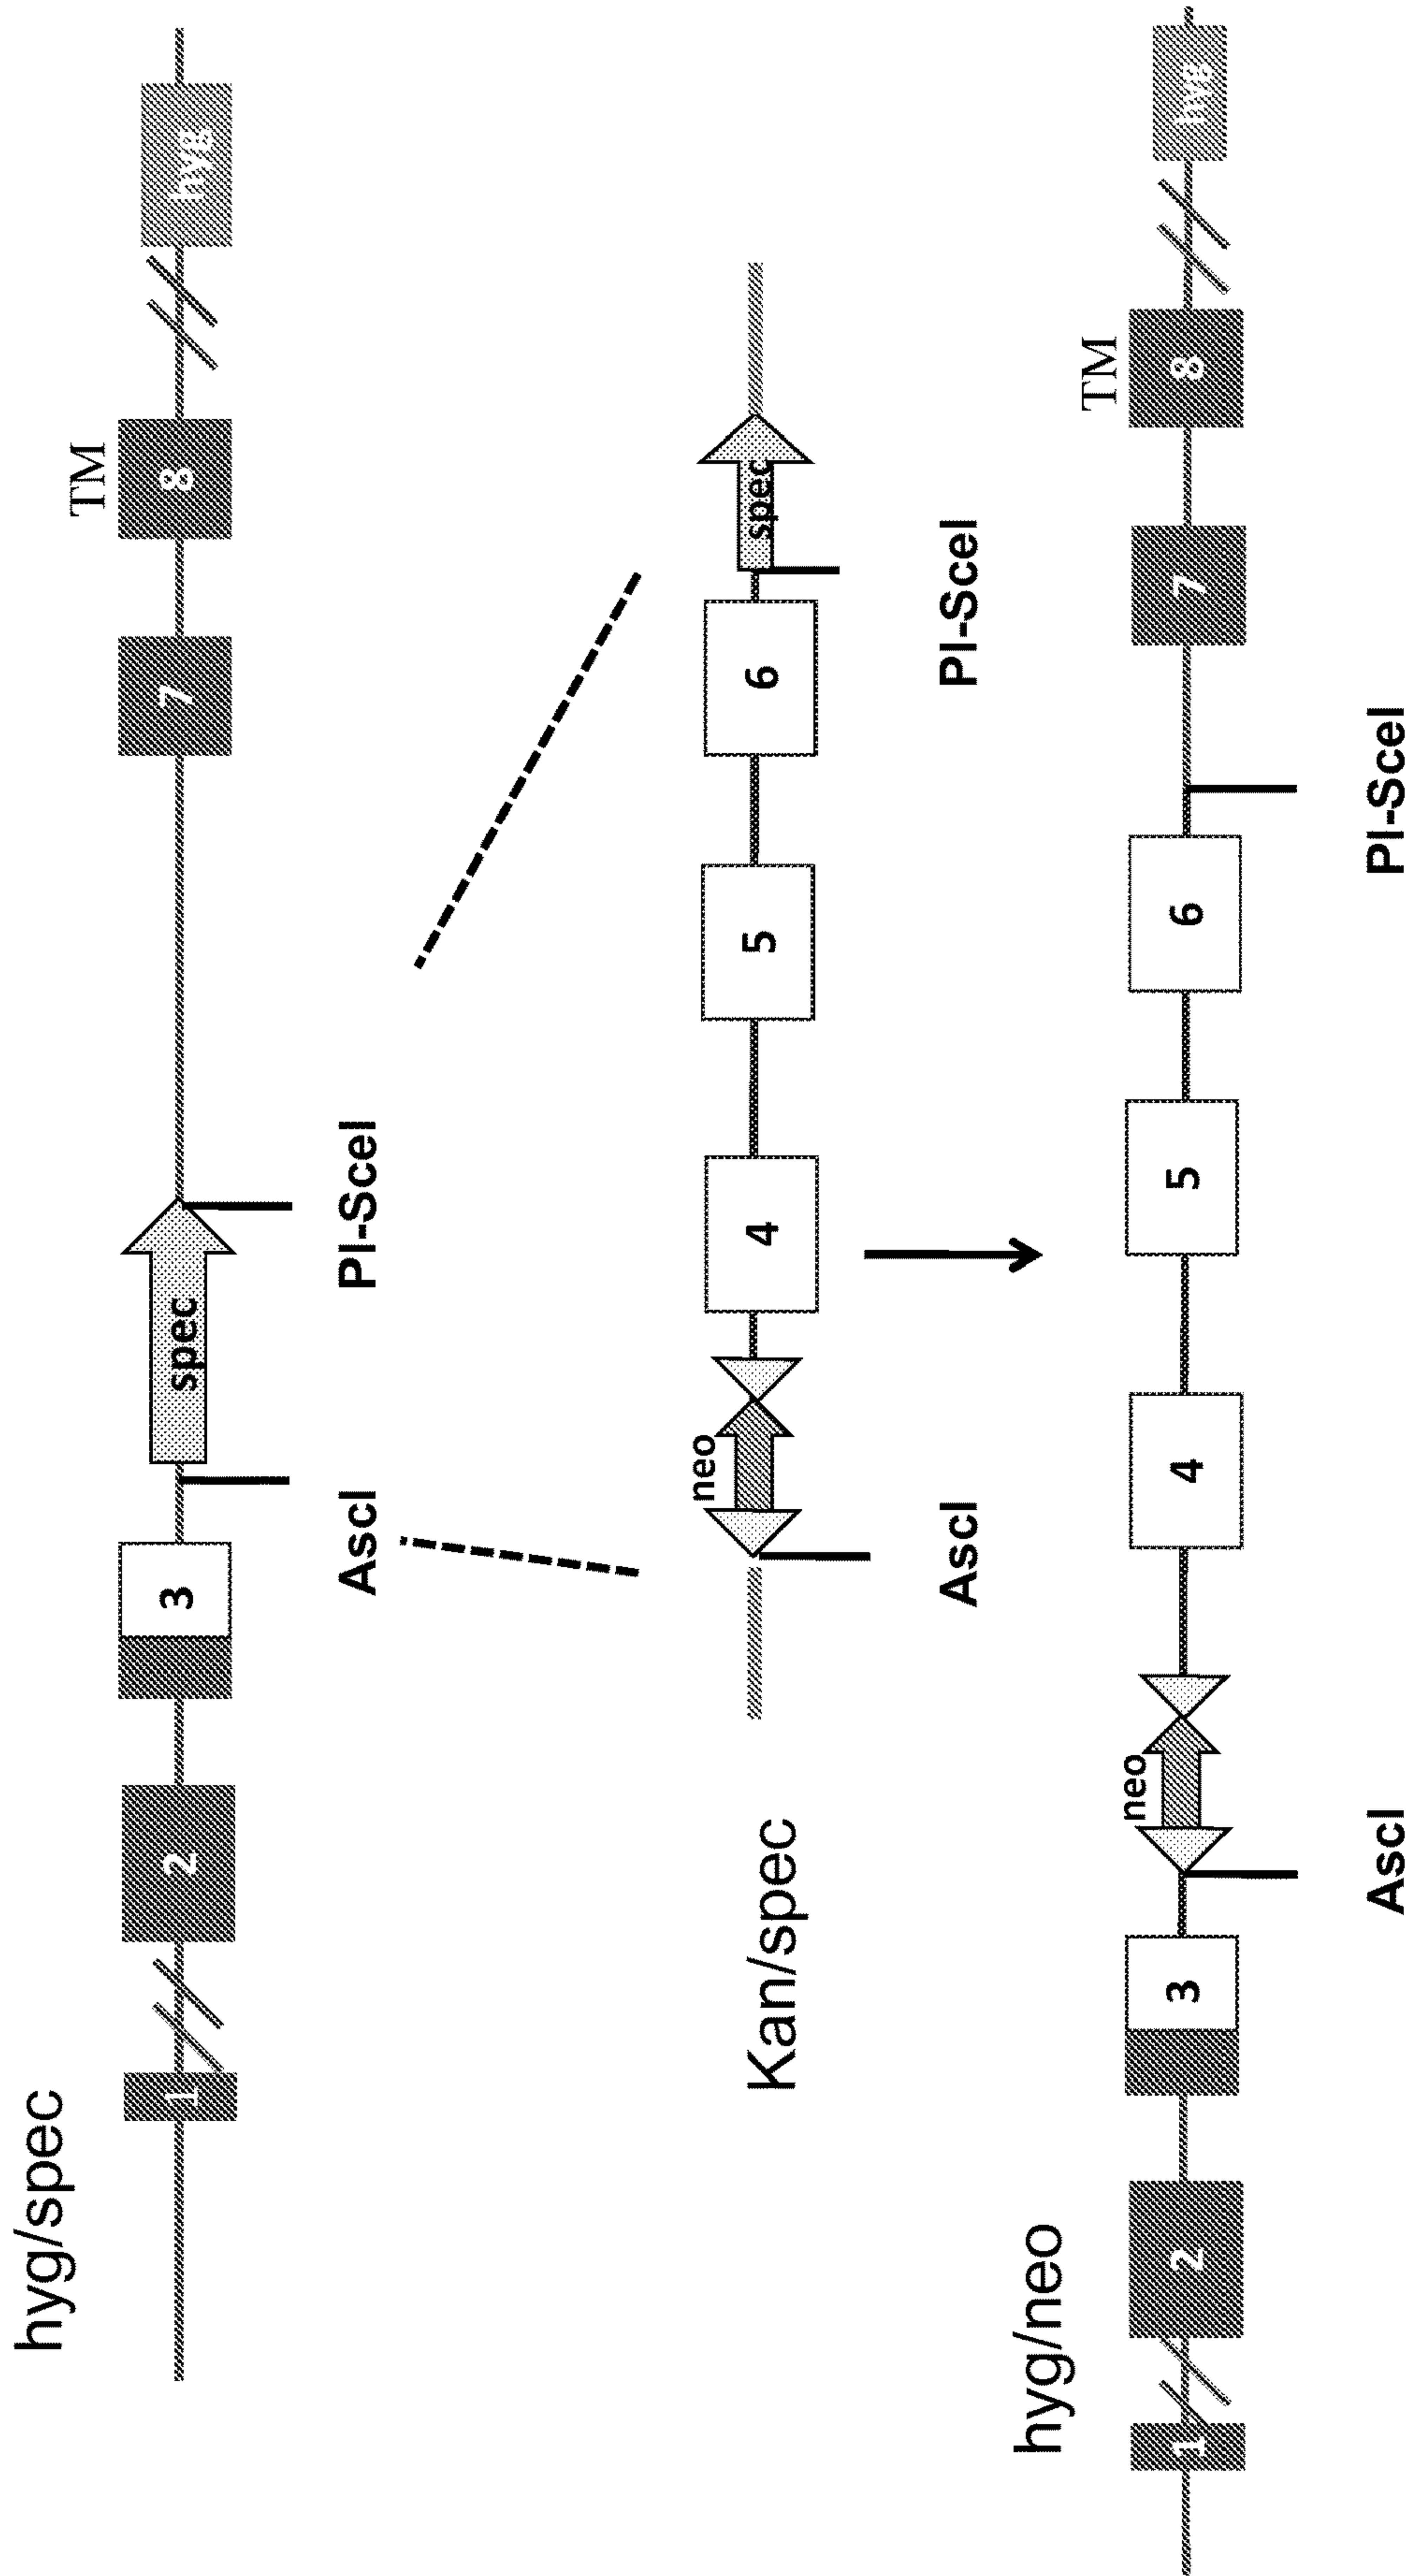 hyg/spec
TM
1
2
3
spec
7
8
hyg
AscI
PI-SceI
Kan/spec
neo
4
5
6
spec
AscI
PI-SceI
hyg/neo
TM
1
2
3
neo
4
5
6
7
8
hyg
AscI
PI-SceI